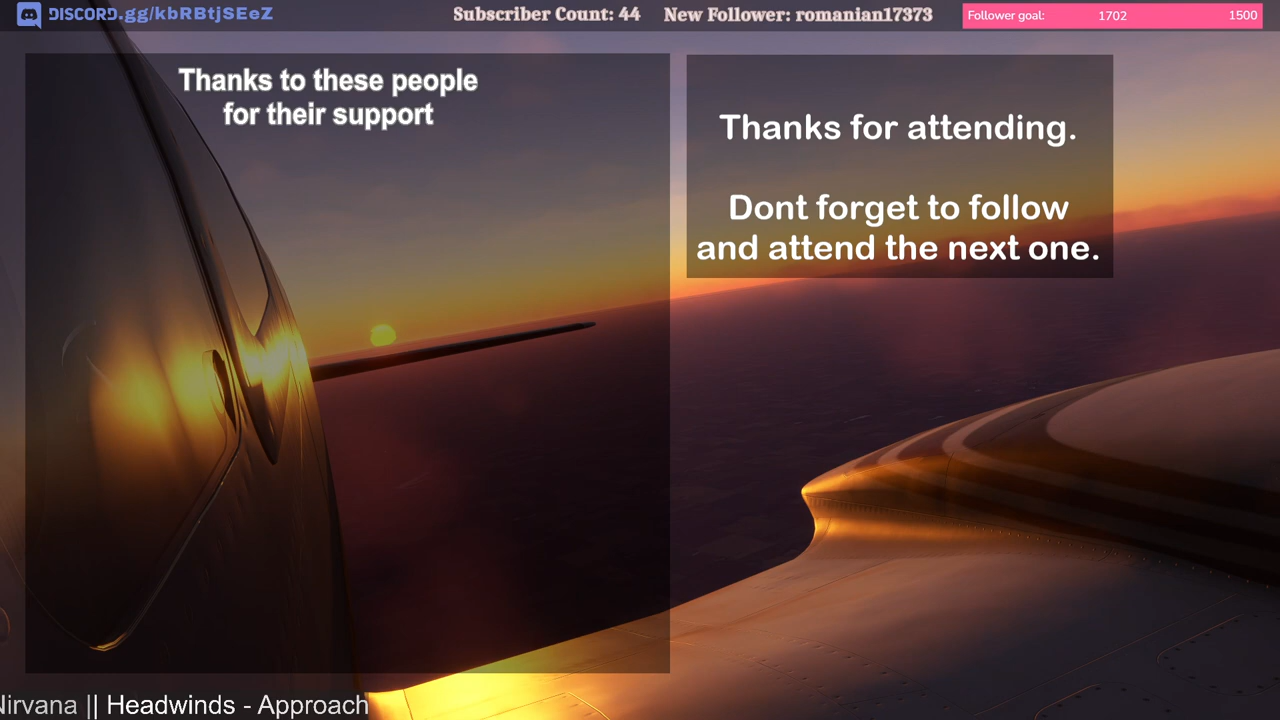 DISCORD.gg/kbRBtjSEeZ
Subscriber Count: 44
New Follower: romanian17373
Follower goal: 1702 1500
Thanks to these people
for their support
Thanks for attending.
Dont forget to follow
and attend the next one.
Nirvana || Headwinds - Approach